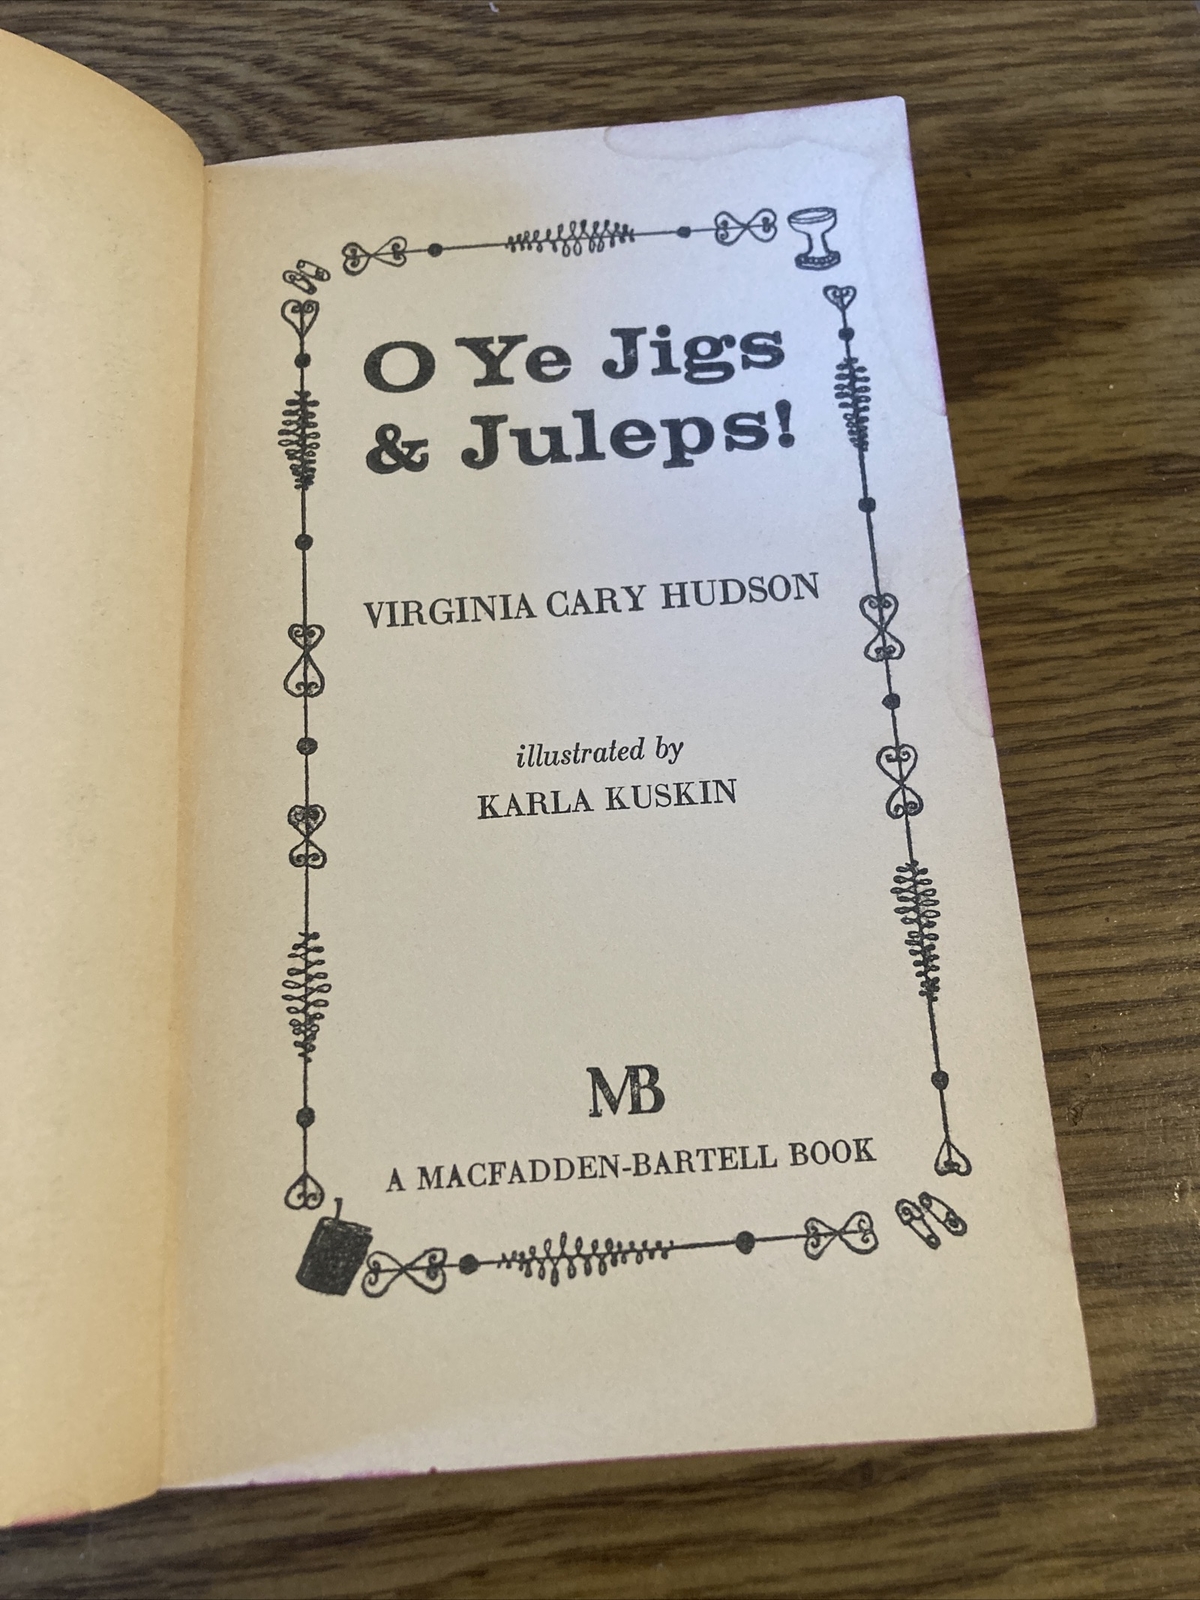 O Ye Jigs
& Juleps!
VIRGINIA CARY HUDSON
illustrated by
KARLA KUSKIN
MB
A MACFADDEN-BARTELL BOOK